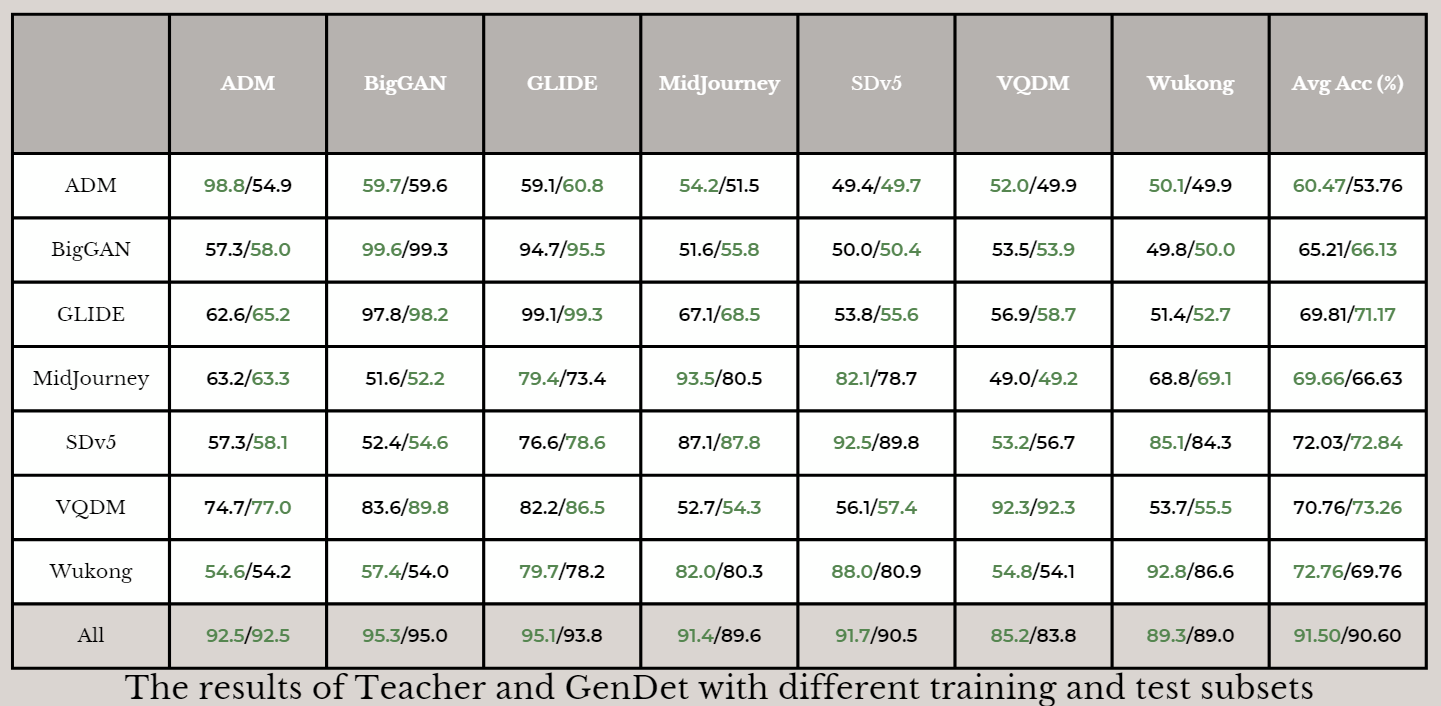 ADM BigGAN GLIDE MidJourney SDv5 VQDM Wukong Avg Acc (%)
ADM 98.8/54.9 59.7/59.6 59.1/60.8 54.2/51.5 49.4/49.7 52.0/49.9 50.1/49.9 60.47/53.76
BigGAN 57.3/58.0 99.6/99.3 94.7/95.5 51.6/55.8 50.0/50.4 53.5/53.9 49.8/50.0 65.21/66.13
GLIDE 62.6/65.2 97.8/98.2 99.1/99.3 67.1/68.5 53.8/55.6 56.9/58.7 51.4/52.7 69.81/71.17
MidJourney 63.2/63.3 51.6/52.2 79.4/73.4 93.5/80.5 82.1/78.7 49.0/49.2 68.8/69.1 69.66/66.63
SDv5 57.3/58.1 52.4/54.6 76.6/78.6 87.1/87.8 92.5/89.8 53.2/56.7 85.1/84.3 72.03/72.84
VQDM 74.7/77.0 83.6/89.8 82.2/86.5 52.7/54.3 56.1/57.4 92.3/92.3 53.7/55.5 70.76/73.26
Wukong 54.6/54.2 57.4/54.0 79.7/78.2 82.0/80.3 88.0/80.9 54.8/54.1 92.8/86.6 72.76/69.76
All 92.5/92.5 95.3/95.0 95.1/93.8 91.4/89.6 91.7/90.5 85.2/83.8 89.3/89.0 91.50/90.60
The results of Teacher and GenDet with different training and test subsets